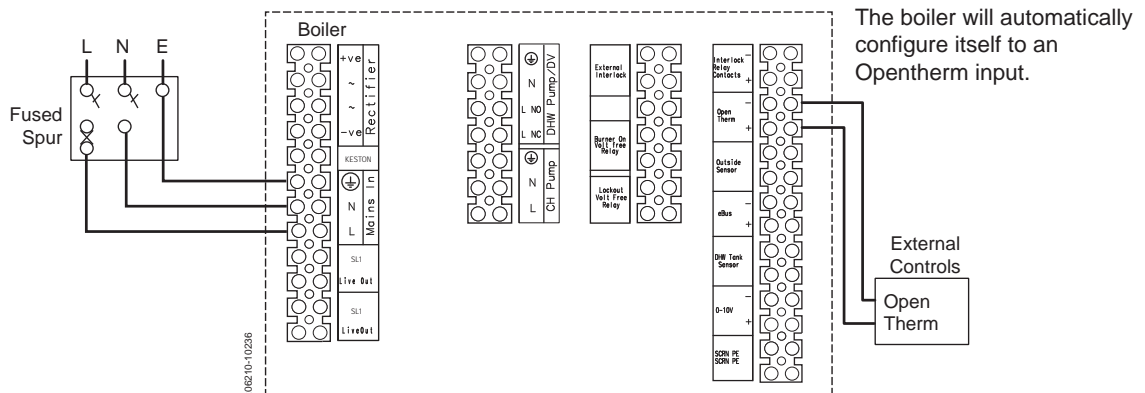 L N E
Fused
Spur
Boiler
+ve
~
~
-ve
Rectifier
KESTON
N
L
Mains In
SL1
Live Out
SL1
LiveOut
06210-10236
N
L NO
L NC
DHW Pump/DV
N
L
CH Pump
External
Interlock
Burner On
Volt free
Relay
Lockout
Volt Free
Relay
Interlock
Relay
Contacts
-
+
Open
Therm
-
+
Outside
Sensor
eBus
-
+
DHW Tank
Sensor
0-10V
-
+
SCRN PE
SCRN PE
The boiler will automatically
configure itself to an
Opentherm input.
External
Controls
Open
Therm